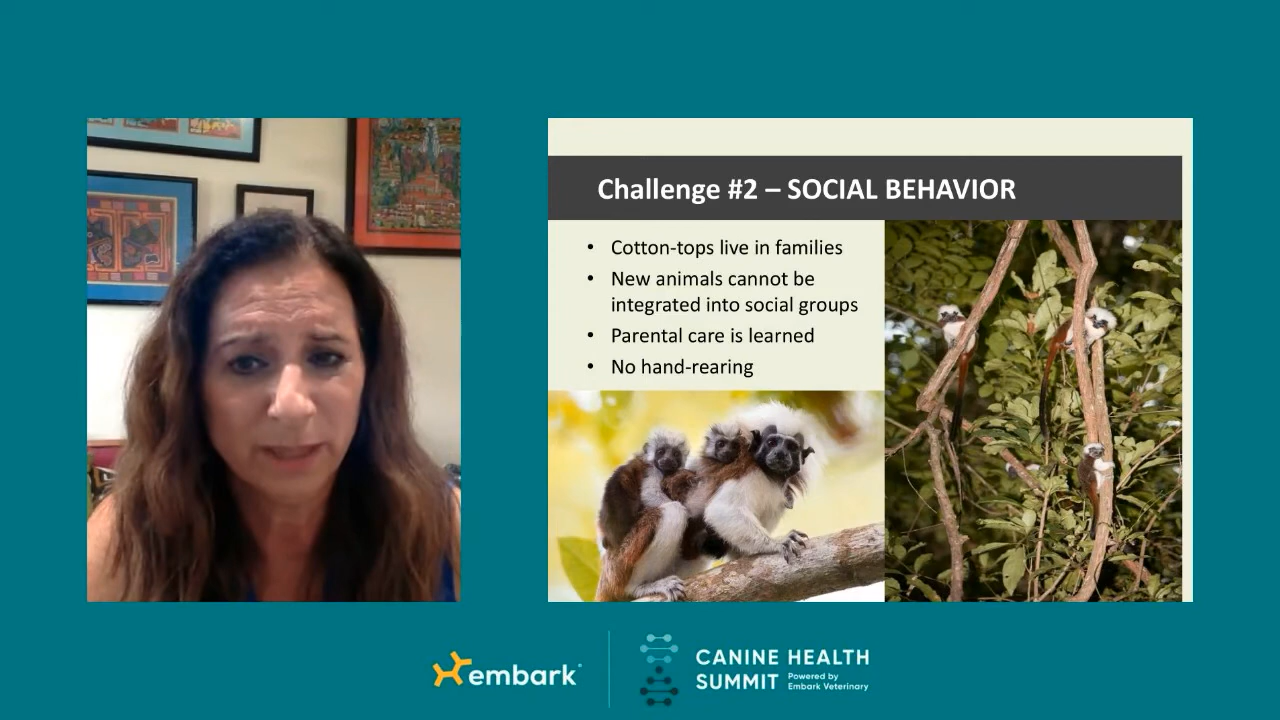 Challenge #2 – SOCIAL BEHAVIOR
• Cotton-tops live in families
• New animals cannot be
integrated into social groups
• Parental care is learned
• No hand-rearing
embark
CANINE HEALTH
SUMMIT Powered by
Embark Veterinary